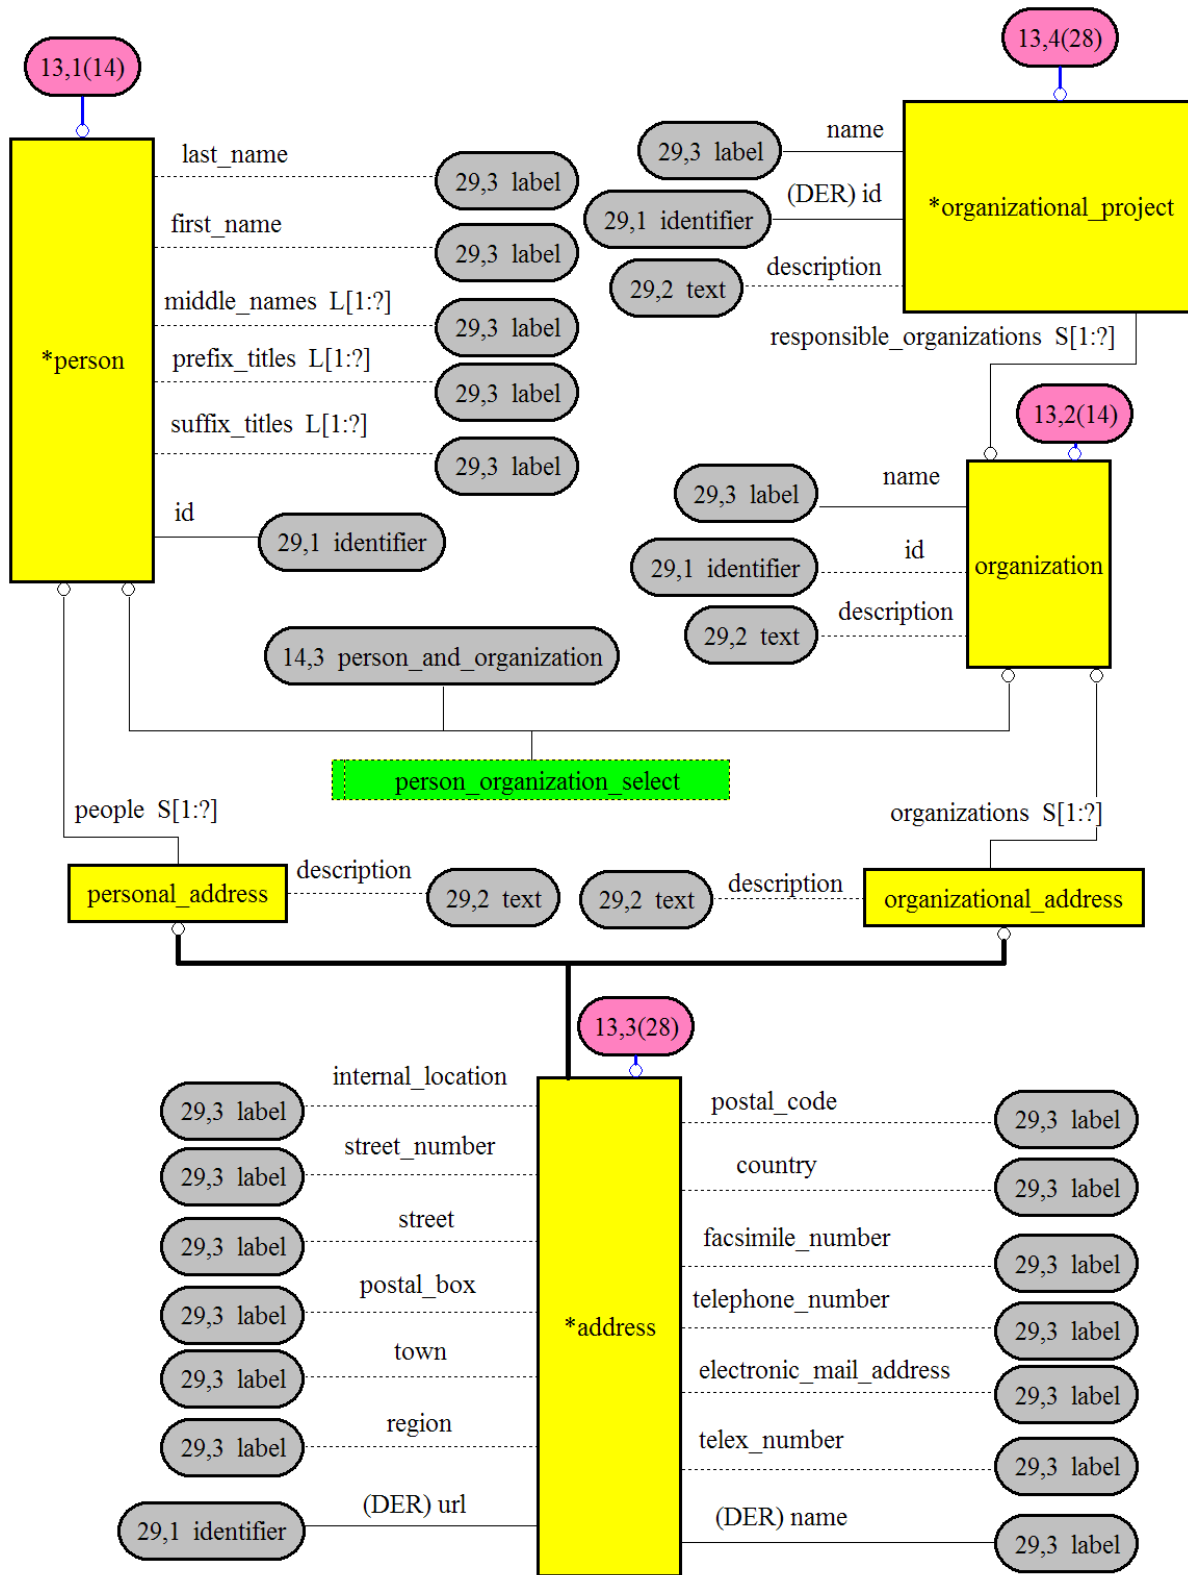 13,1(14)
13,4(28)
*person
last_name
29,3 label
first_name
29,3 label
middle_names L[1:?]
29,3 label
prefix_titles L[1:?]
29,3 label
suffix_titles L[1:?]
29,3 label
id
29,1 identifier
name
29,3 label
(DER) id
29,1 identifier
*organizational_project
description
29,2 text
responsible_organizations S[1:?]
13,2(14)
name
29,3 label
id
29,1 identifier
organization
description
29,2 text
14,3 person_and_organization
person_organization_select
people S[1:?]
organizations S[1:?]
personal_address
description
29,2 text
29,2 text
description
organizational_address
13,3(28)
internal_location
29,3 label
street_number
29,3 label
street
29,3 label
postal_box
29,3 label
town
29,3 label
region
29,3 label
(DER) url
29,1 identifier
*address
postal_code
29,3 label
country
29,3 label
facsimile_number
29,3 label
telephone_number
29,3 label
electronic_mail_address
29,3 label
telex_number
29,3 label
(DER) name
29,3 label